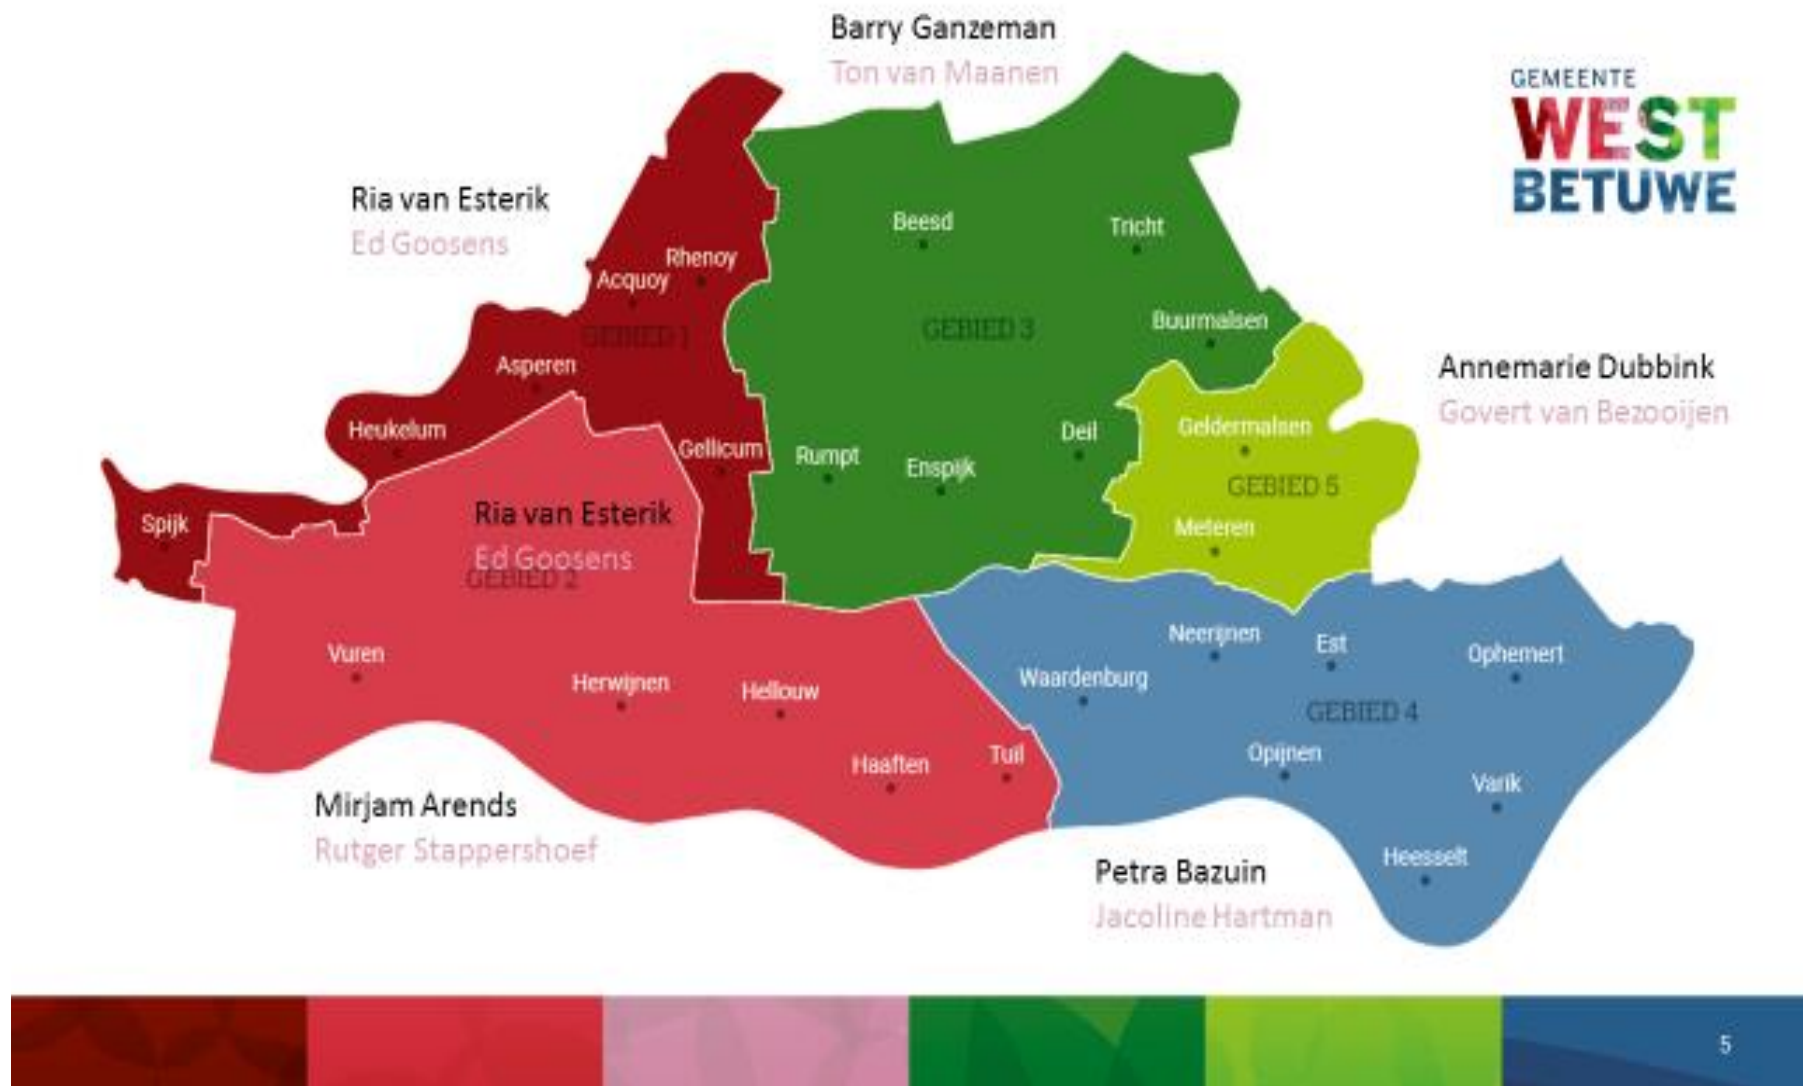 Barry Ganzeman
Ton van Maanen
GEMEENTE
WEST
BETUWE
Ria van Esterik
Ed Goosens
Beesd
Tricht
Rhenoy
Acquoy
GEBIED 1
GEBIED 3
Buurmalsen
Asperen
Annemarie Dubbink
Govert van Bezooijen
Heukelum
Gellicum
Rumpt
Enspijk
Deil
Geldermalsen
GEBIED 5
Meteren
Spijk
Ria van Esterik
Ed Goosens
GEBIED 2
Vuren
Herwijnen
Hellouw
Haaften
Tuil
Neerijnen
Est
Ophemert
Waardenburg
GEBIED 4
Opijnen
Varik
Heesselt
Mirjam Arends
Rutger Stappershoef
Petra Bazuin
Jacoline Hartman
5